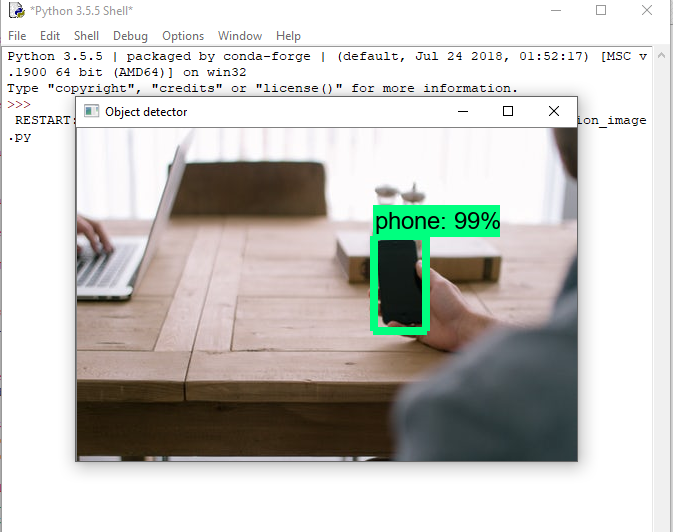 *Python 3.5.5 Shell*
File Edit Shell Debug Options Window Help
Python 3.5.5 | packaged by conda-forge | (default, Jul 24 2018, 01:52:17) [MSC v
.1900 64 bit (AMD64)] on win32
Type "copyright", "credits" or "license()" for more information.
>>>
RESTART: ion_image
.py
Object detector
phone: 99%